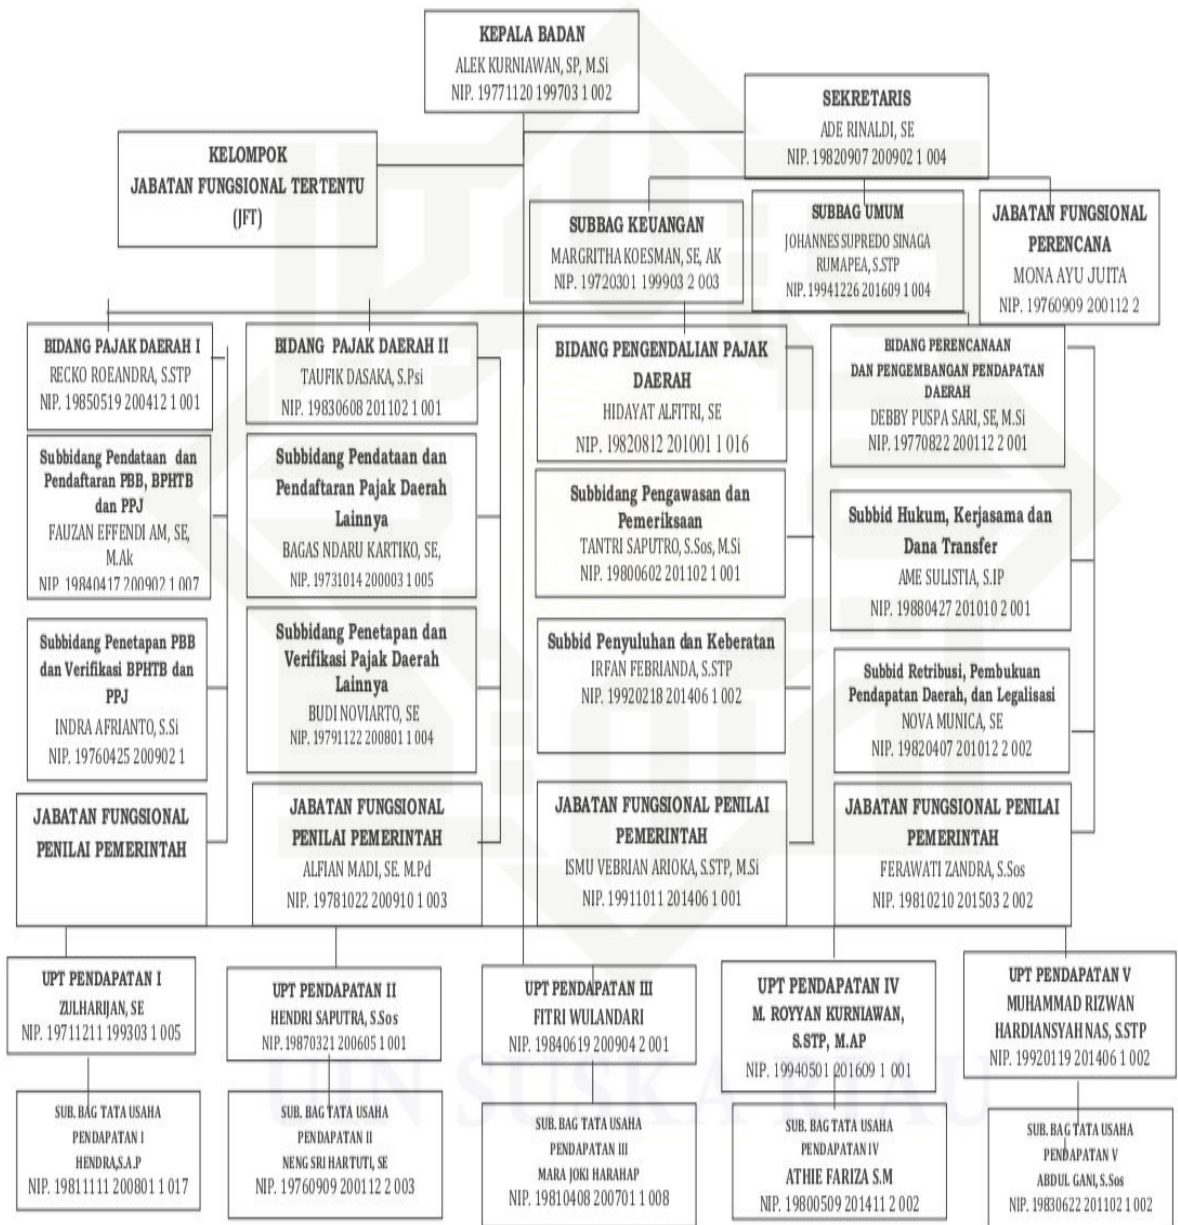 KEPALA BADAN
ALEK KURNIAWAN, SP, M.Si
NIP. 19771120 199703 1 002
SEKRETARIS
ADE RINALDI, SE
NIP. 19820907 200902 1 004
KELOMPOK
JABATAN FUNGSIONAL TERTENTU
(JFT)
SUBBAG KEUANGAN
MARGRITHA KOESMAN, SE, AK
NIP. 19720301 199903 2 003
SUBBAG UMUM
JOHANNES SUPREDO SINAGA
RUMAPEA, S.STP
NIP.19941226 201609 1 004
JABATAN FUNGSIONAL
PERENCANA
MONA AYU JUITA
NIP. 19760909 200112 2
BIDANG PAJAK DAERAH I
RECKO ROEANDRA, S.STP
NIP. 19850519 200412 1 001
BIDANG PAJAK DAERAH II
TAUFIK DASAKA, S.Psi
NIP. 19830608 201102 1 001
BIDANG PENGENDALIAN PAJAK
DAERAH
HIDAYAT ALFITRI, SE
NIP. 19820812 201001 1 016
BIDANG PERENCANAAN
DAN PENGEMBANGAN PENDAPATAN
DAERAH
DEBBY PUSPA SARI, SE, M.Si
NIP. 19770822 200112 2 001
Subbidang Pendataan dan
Pendaftaran PBB, BPHTB
dan PPJ
FAUZAN EFFENDI AM, SE,
M.Ak
NIP. 19840417 200902 1 007
Subbidang Pendataan dan
Pendaftaran Pajak Daerah
Lainnya
BAGAS NDARU KARTIKO, SE,
NIP. 19731014 200003 1 005
Subbidang Pengawasan dan
Pemeriksaan
TANTRI SAPUTRO, S.Sos, M.Si
NIP. 19800602 201102 1 001
Subbid Hukum, Kerjasama dan
Dana Transfer
AME SULISTIA, S.IP
NIP. 19880427 201010 2 001
Subbidang Penetapan PBB
dan Verifikasi BPHTB dan
PPJ
INDRA AFRIANTO, S.Si
NIP. 19760425 200902 1
Subbidang Penetapan dan
Verifikasi Pajak Daerah
Lainnya
BUDI NOVIARTO, SE
NIP. 19791122 200801 1 004
Subbid Penyuluhan dan Keberatan
IRFAN FEBRIANDA, S.STP
NIP. 19920218 201406 1 002
Subbid Retribusi, Pembukuan
Pendapatan Daerah, dan Legalisasi
NOVA MUNICA, SE
NIP. 19820407 201012 2 002
JABATAN FUNGSIONAL
PENILAI PEMERINTAH
JABATAN FUNGSIONAL
PENILAI PEMERINTAH
ALFIAN MADI, SE. M.Pd
NIP. 19781022 200910 1 003
JABATAN FUNGSIONAL PENILAI
PEMERINTAH
ISMU VEBRIAN ARIOKA, S.STP, M.Si
NIP. 19911011 201406 1 001
JABATAN FUNGSIONAL PENILAI
PEMERINTAH
FERAWATI ZANDRA, S.Sos
NIP. 19810210 201503 2 002
UPT PENDAPATAN I
ZULHARIJAN, SE
NIP. 19711211 199303 1 005
UPT PENDAPATAN II
HENDRI SAPUTRA, S.Sos
NIP. 19870321 200605 1 001
UPT PENDAPATAN III
FITRI WULANDARI
NIP. 19840619 200904 2 001
UPT PENDAPATAN IV
M. ROYYAN KURNIAWAN,
S.STP, M.AP
NIP. 19940501 201609 1 001
UPT PENDAPATAN V
MUHAMMAD RIZWAN
HARDIANSYAH NAS, S.STP
NIP. 19920119 201406 1 002
UIN SUSKA RIAU
SUB. BAG TATA USAHA
PENDAPATAN I
HENDRA,S.A.P
NIP. 19811111 200801 1 017
SUB. BAG TATA USAHA
PENDAPATAN II
NENG SRI HARTUTI, SE
NIP. 19760909 200112 2 003
SUB. BAG TATA USAHA
PENDAPATAN III
MARA JOKI HARAHAP
NIP. 19810408 200701 1 008
SUB. BAG TATA USAHA
PENDAPATAN IV
ATHIE FARIZA S.M
NIP. 19800509 201411 2 002
SUB. BAG TATA USAHA
PENDAPATAN V
ABDUL GANI, S.Sos
NIP. 19830622 201102 1 002